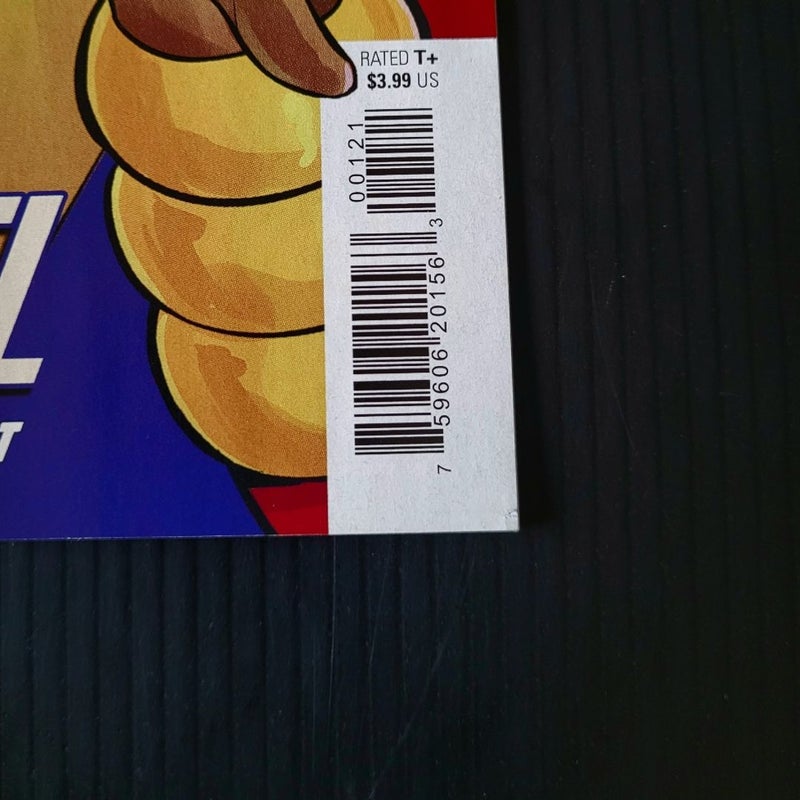 RATED T+
$3.99 US
00121
7 59606 20156 3
T